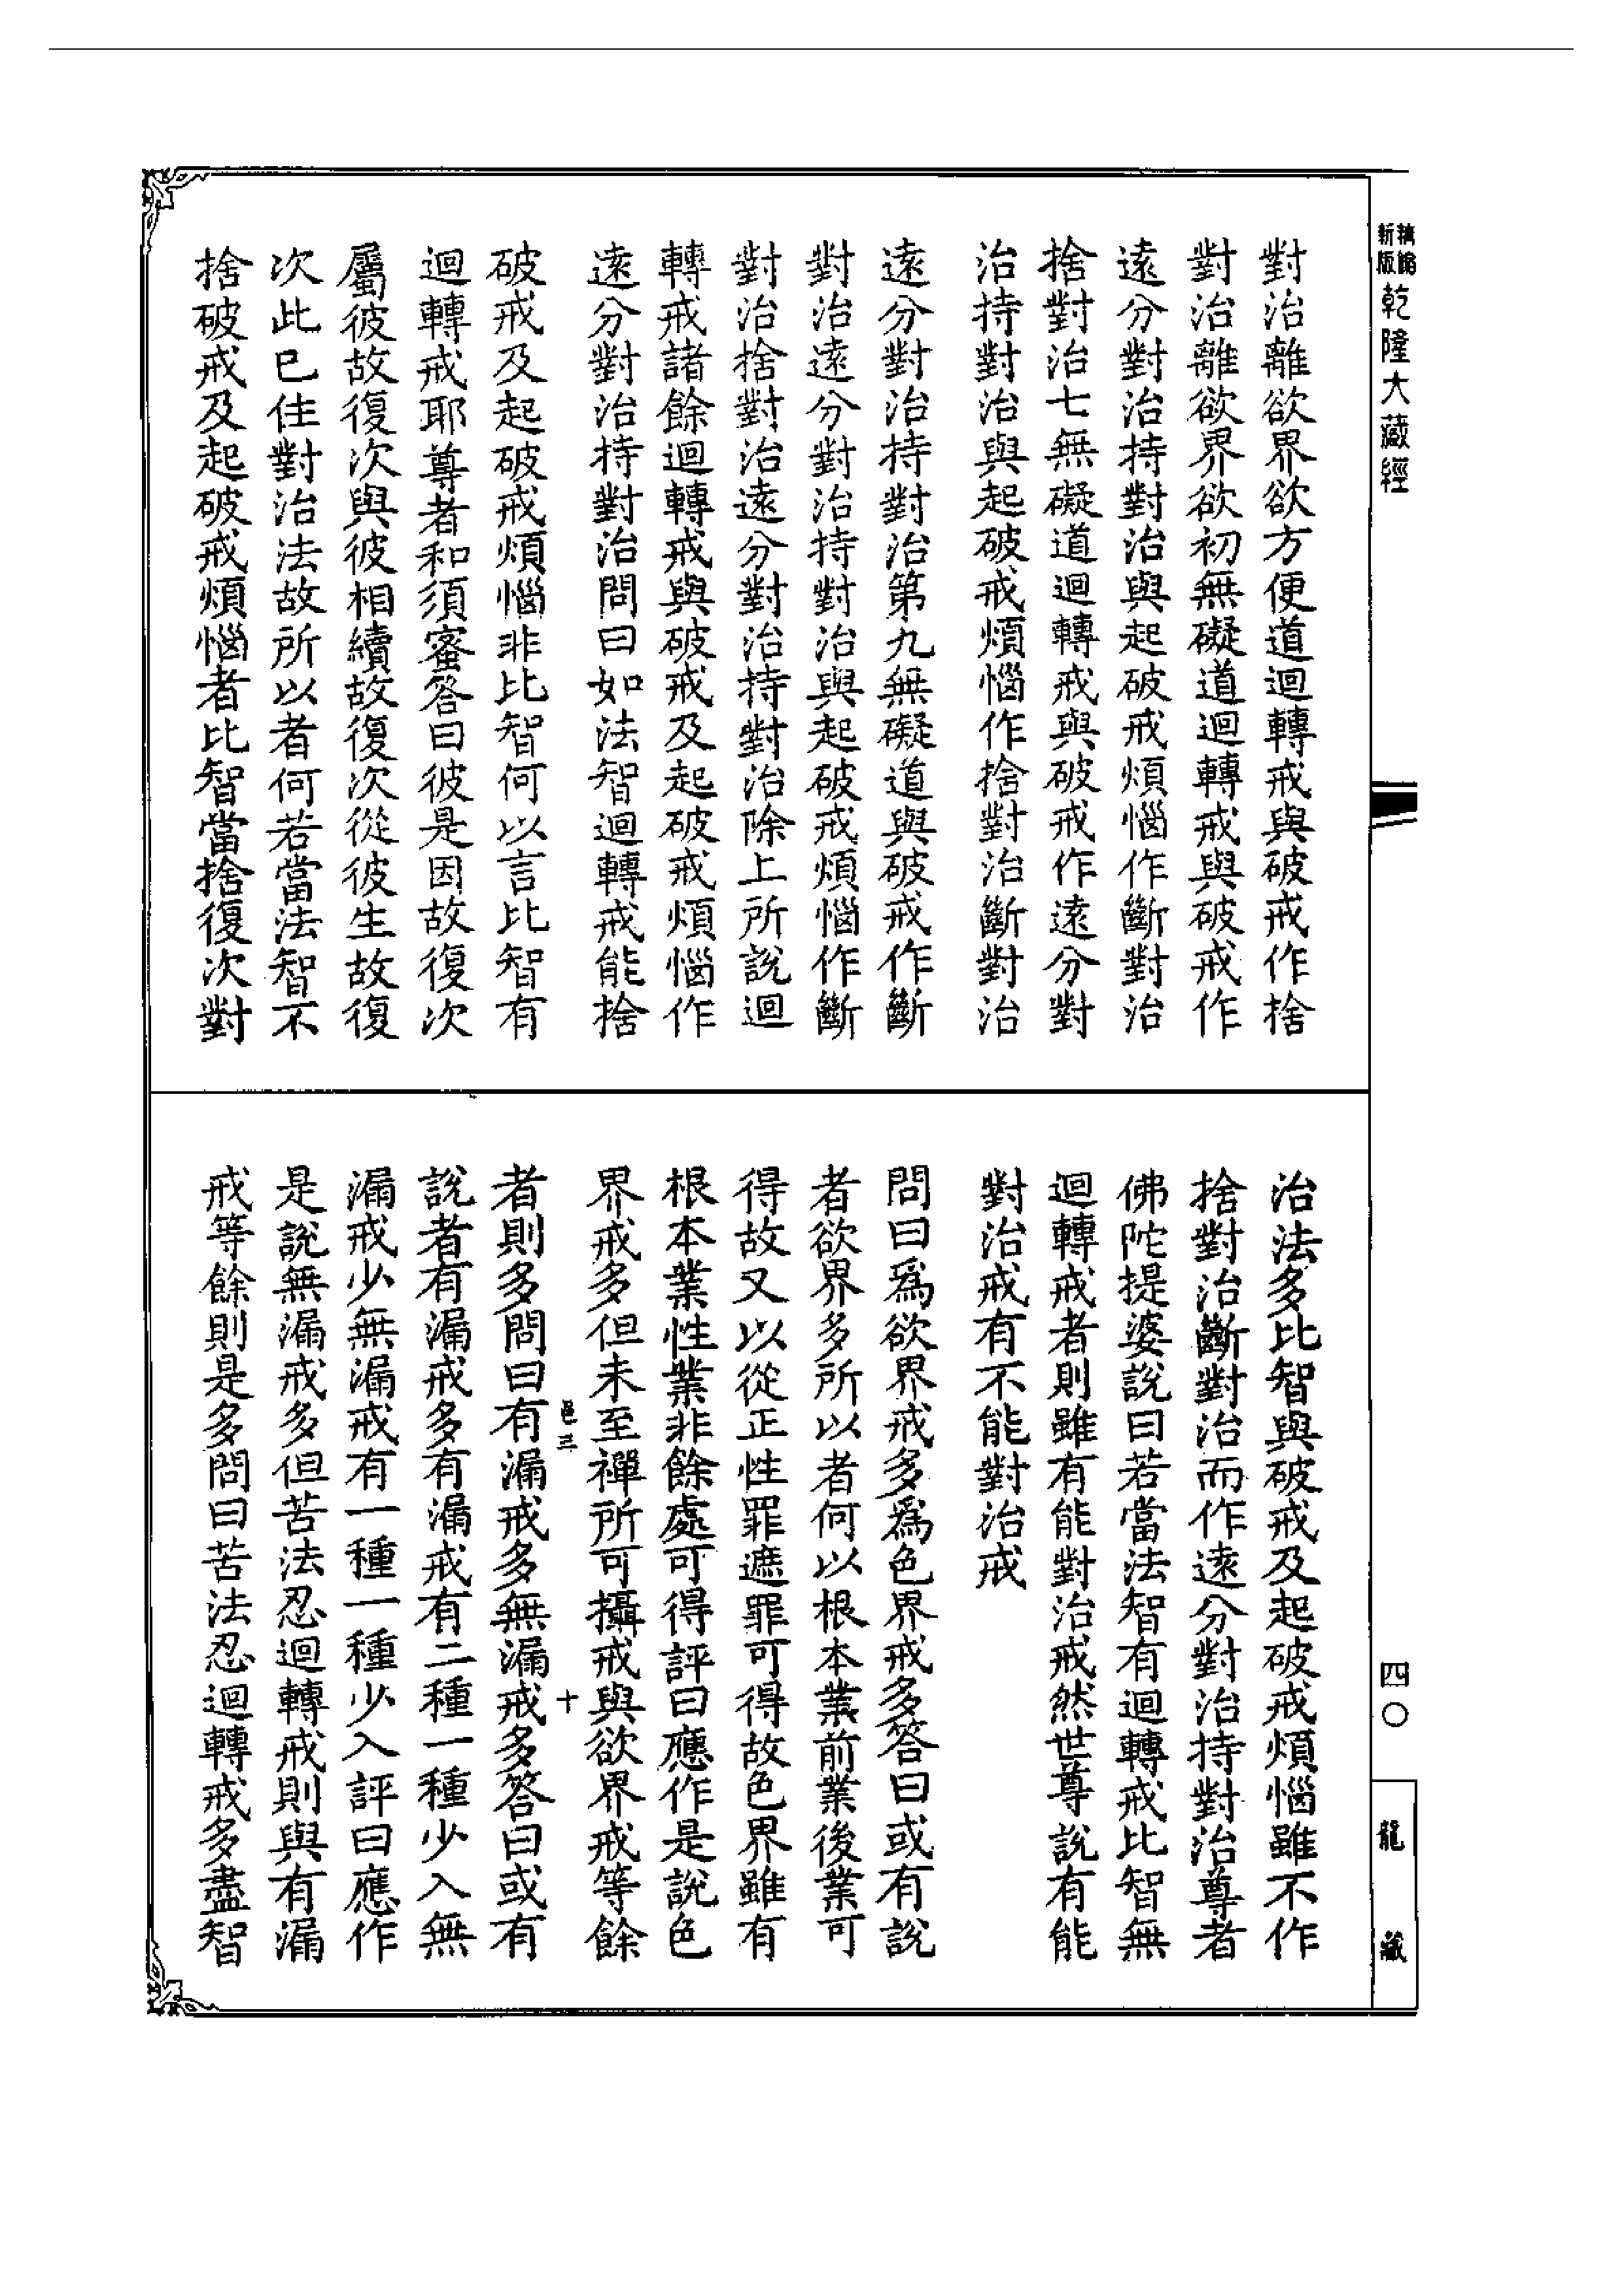 新版
精縮
乾隆大藏經
對治離欲界欲方便道迴轉戒與破戒作捨
對治離欲界欲初無礙道迴轉戒與破戒作
遠分對治持對治與起破戒煩惱作斷對治
捨對治七無礙道迴轉戒與破戒作遠分對
治持對治與起破戒煩惱作捨對治斷對治
遠分對治持對治第九無礙道與破戒作斷
對治遠分對治持對治與起破戒煩惱作斷
對治捨對治遠分對治持對治除上所說迴
轉戒諸餘迴轉戒與破戒及起破戒煩惱作
遠分對治持對治問曰如法智迴轉戒能捨
破戒及起破戒煩惱非比智何以言比智有
迴轉戒耶尊者和須蜜答曰彼是因故復次
屬彼故復次與彼相續故復次從彼生故復
次此已住對治法故所以者何若當法智不
捨破戒及起破戒煩惱者比智當捨復次對
治法多比智與破戒及起破戒煩惱雖不作
捨對治斷對治而作遠分對治持對治尊者
佛陀提婆說曰若當法智有迴轉戒比智無
迴轉戒者則雖有能對治戒然世尊說有能
對治戒有不能對治戒
問曰爲欲界戒多爲色界戒多答曰或有說
者欲界多所以者何以根本業前業後業可
得故又以從正性罪遮罪可得故色界雖有
根本業性業非餘處可得評曰應作是說色
界戒多但未至禪所可攝戒與欲界戒等餘
者則多問曰有漏戒多無漏戒多答曰或有
說者有漏戒多有漏戒有二種一種少入無
漏戒少無漏戒有一種一種少入評曰應作
是說無漏戒多但苦法忍迴轉戒則與有漏
戒等餘則是多問曰苦法忍迴轉戒多盡智
邑三
十
四〇
龍藏